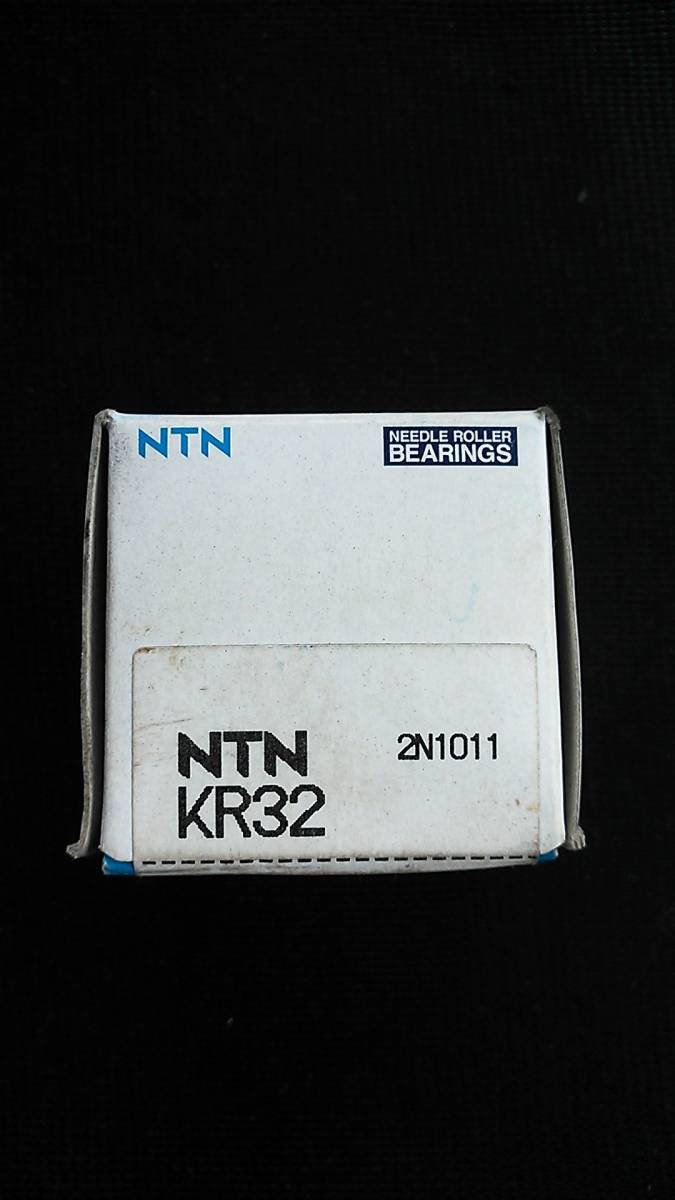 NTN
NEEDLE ROLLER
BEARINGS
NTN
2N1011
KR32